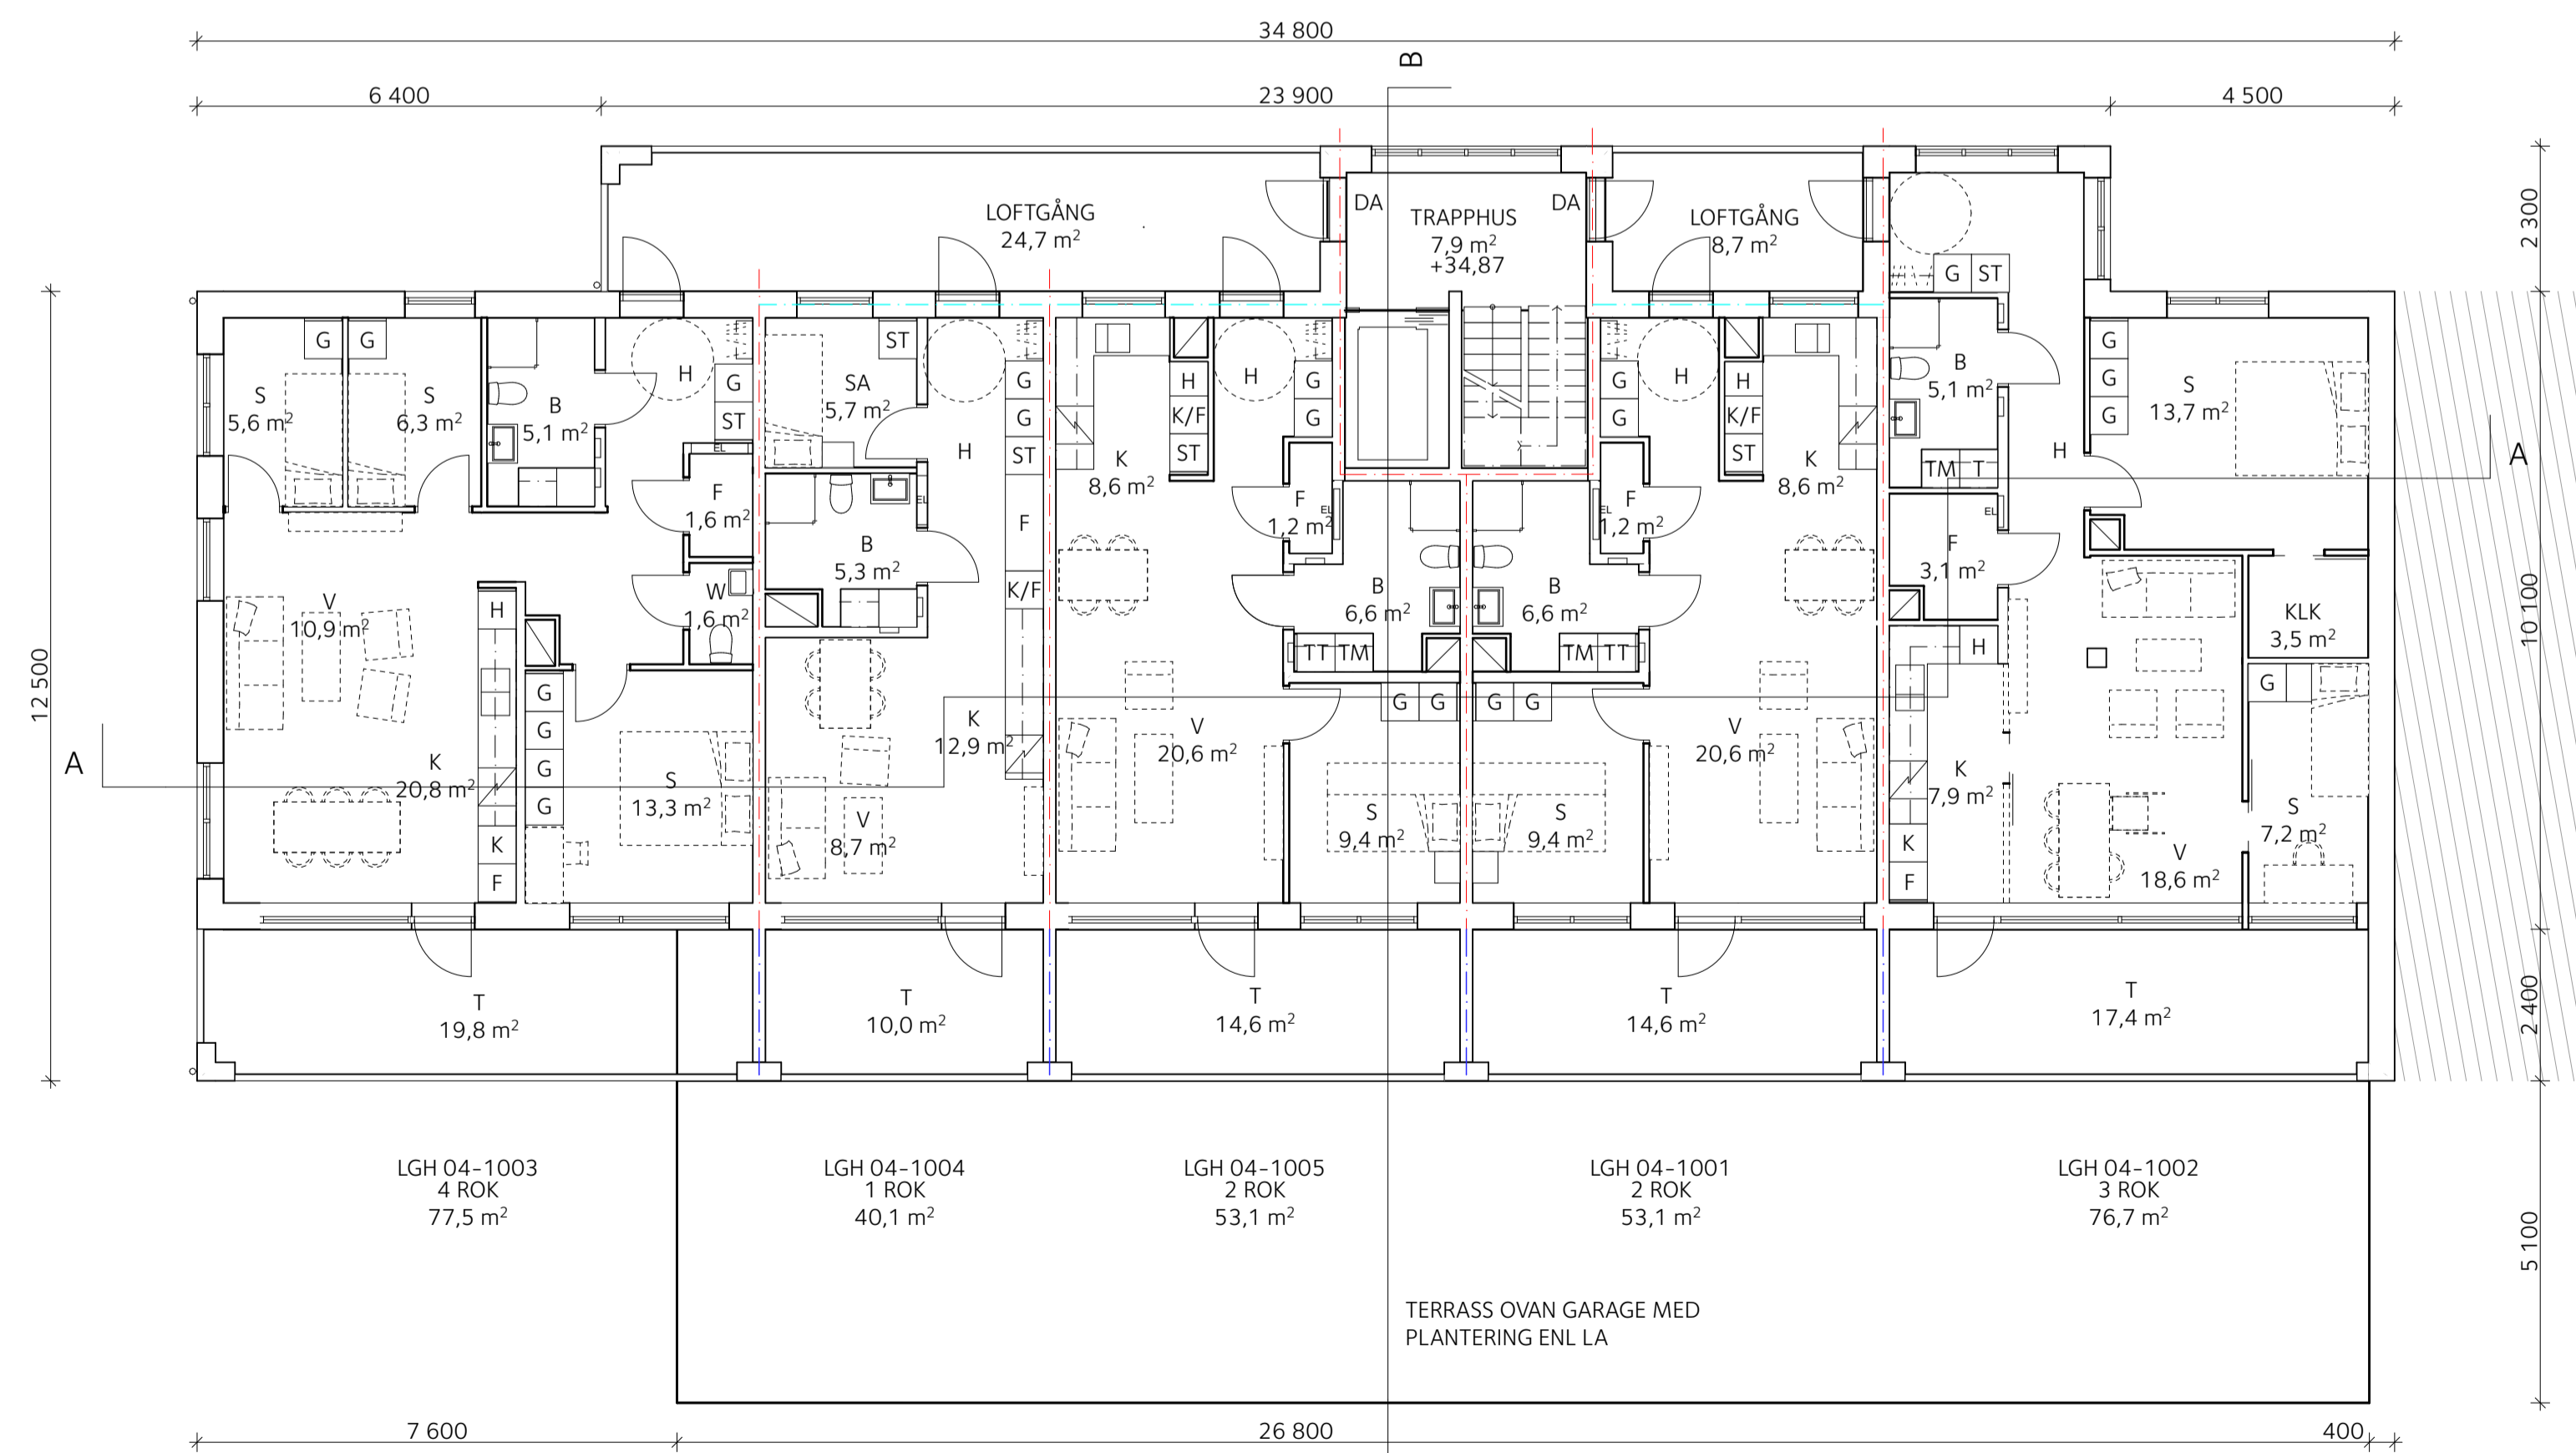 34 800
B
6 400
23 900
4 500
LOFTGÅNG
24,7 m²
DA
TRAPPHUS
7,9 m²
+34,87
DA
LOFTGÅNG
8,7 m²
2 300
G
ST
G
G
S
5,6 m²
S
6,3 m²
B
5,1 m²
H
G
ST
EL
F
1,6 m²
W
1,6 m²
V
10,9 m²
H
K
20,8 m²
K
F
G
G
G
G
S
13,3 m²
ST
SA
5,7 m²
H
G
G
ST
F
K/F
EL
B
5,3 m²
K
12,9 m²
V
8,7 m²
K
8,6 m²
H
K/F
ST
H
G
G
F
1,2 m²
EL
B
6,6 m²
TT
TM
G
G
V
20,6 m²
S
9,4 m²
G
G
H
H
K/F
ST
K
8,6 m²
F
1,2 m²
EL
B
6,6 m²
TM
TT
G
G
V
20,6 m²
S
9,4 m²
B
5,1 m²
TM
T
H
G
G
G
S
13,7 m²
EL
F
3,1 m²
H
K
7,9 m²
K
F
V
18,6 m²
KLK
3,5 m²
G
S
7,2 m²
A
A
12 500
10 100
2 400
5 100
T
19,8 m²
T
10,0 m²
T
14,6 m²
T
14,6 m²
T
17,4 m²
LGH 04-1003
4 ROK
77,5 m²
LGH 04-1004
1 ROK
40,1 m²
LGH 04-1005
2 ROK
53,1 m²
LGH 04-1001
2 ROK
53,1 m²
LGH 04-1002
3 ROK
76,7 m²
TERRASS OVAN GARAGE MED
PLANTERING ENL LA
7 600
26 800
400